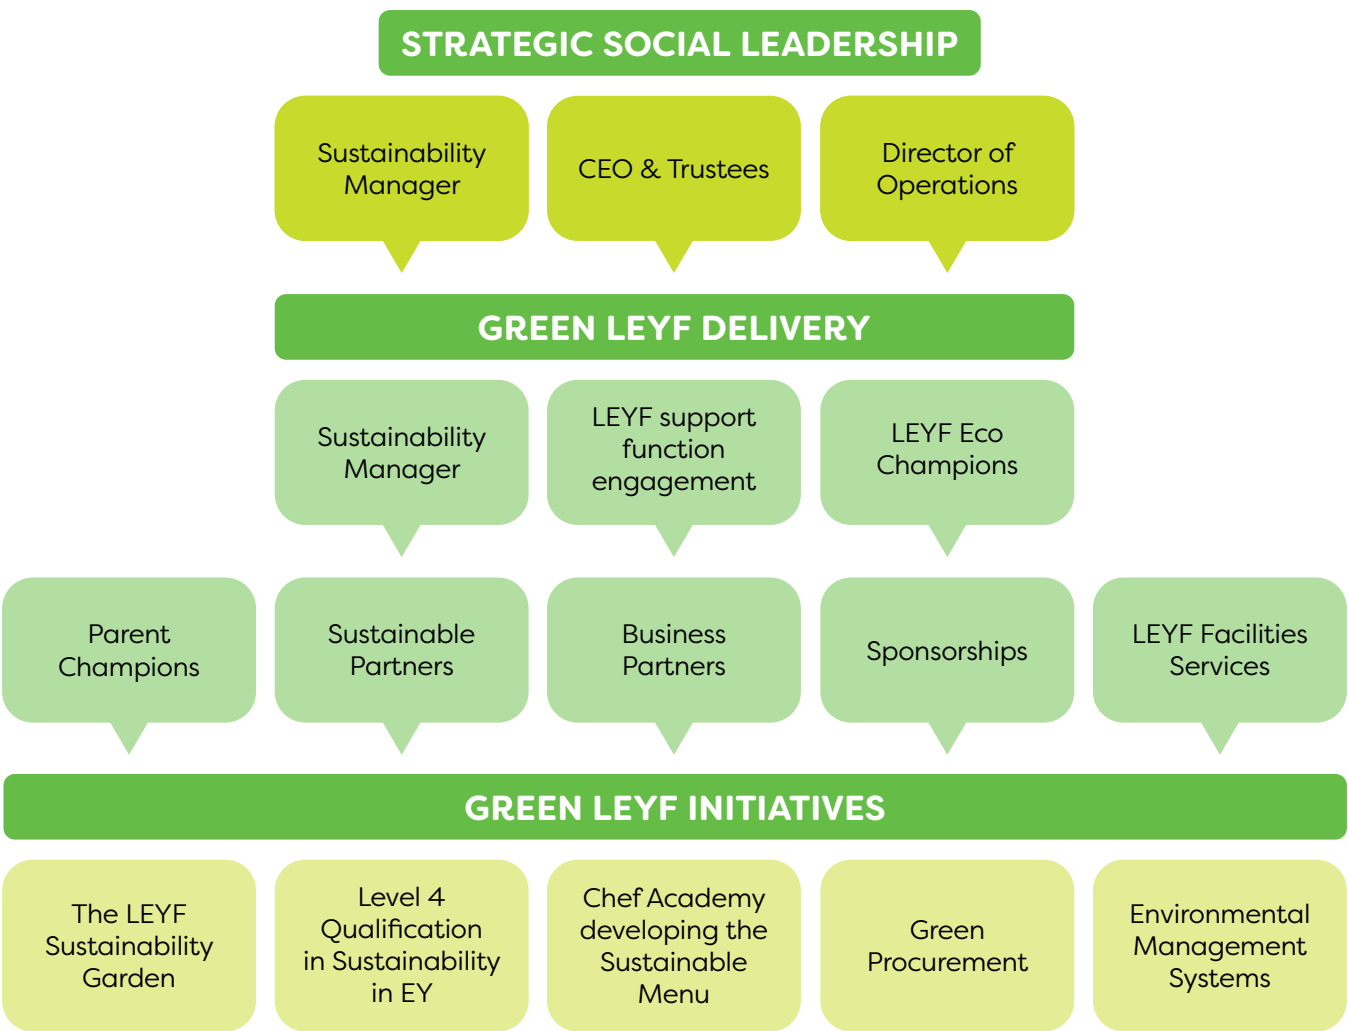 STRATEGIC SOCIAL LEADERSHIP
Sustainability
Manager
CEO & Trustees
Director of
Operations
GREEN LEYF DELIVERY
Sustainability
Manager
LEYF support
function
engagement
LEYF Eco
Champions
Parent
Champions
Sustainable
Partners
Business
Partners
Sponsorships
LEYF Facilities
Services
GREEN LEYF INITIATIVES
The LEYF
Sustainability
Garden
Level 4
Qualification
in Sustainability
in EY
Chef Academy
developing the
Sustainable
Menu
Green
Procurement
Environmental
Management
Systems